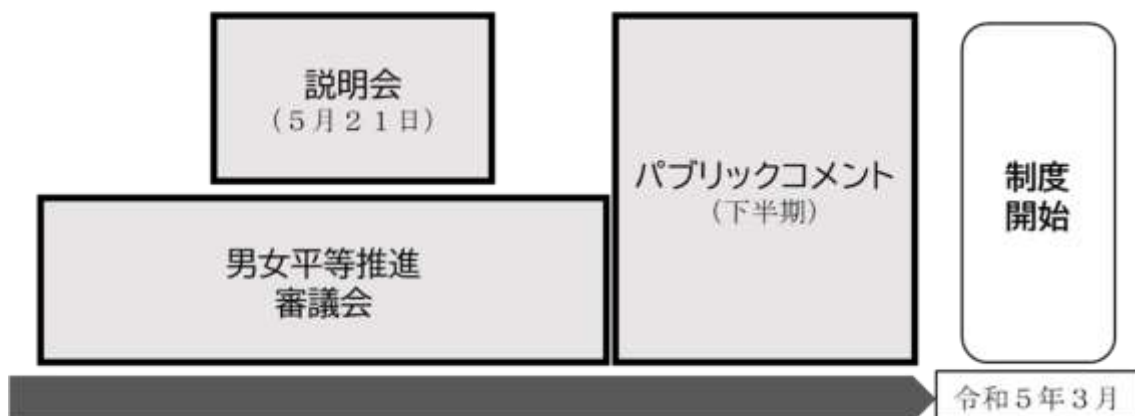 説明会
(5月21日)
男女平等推進
審議会
パブリックコメント
(下半期)
制度
開始
令和5年3月